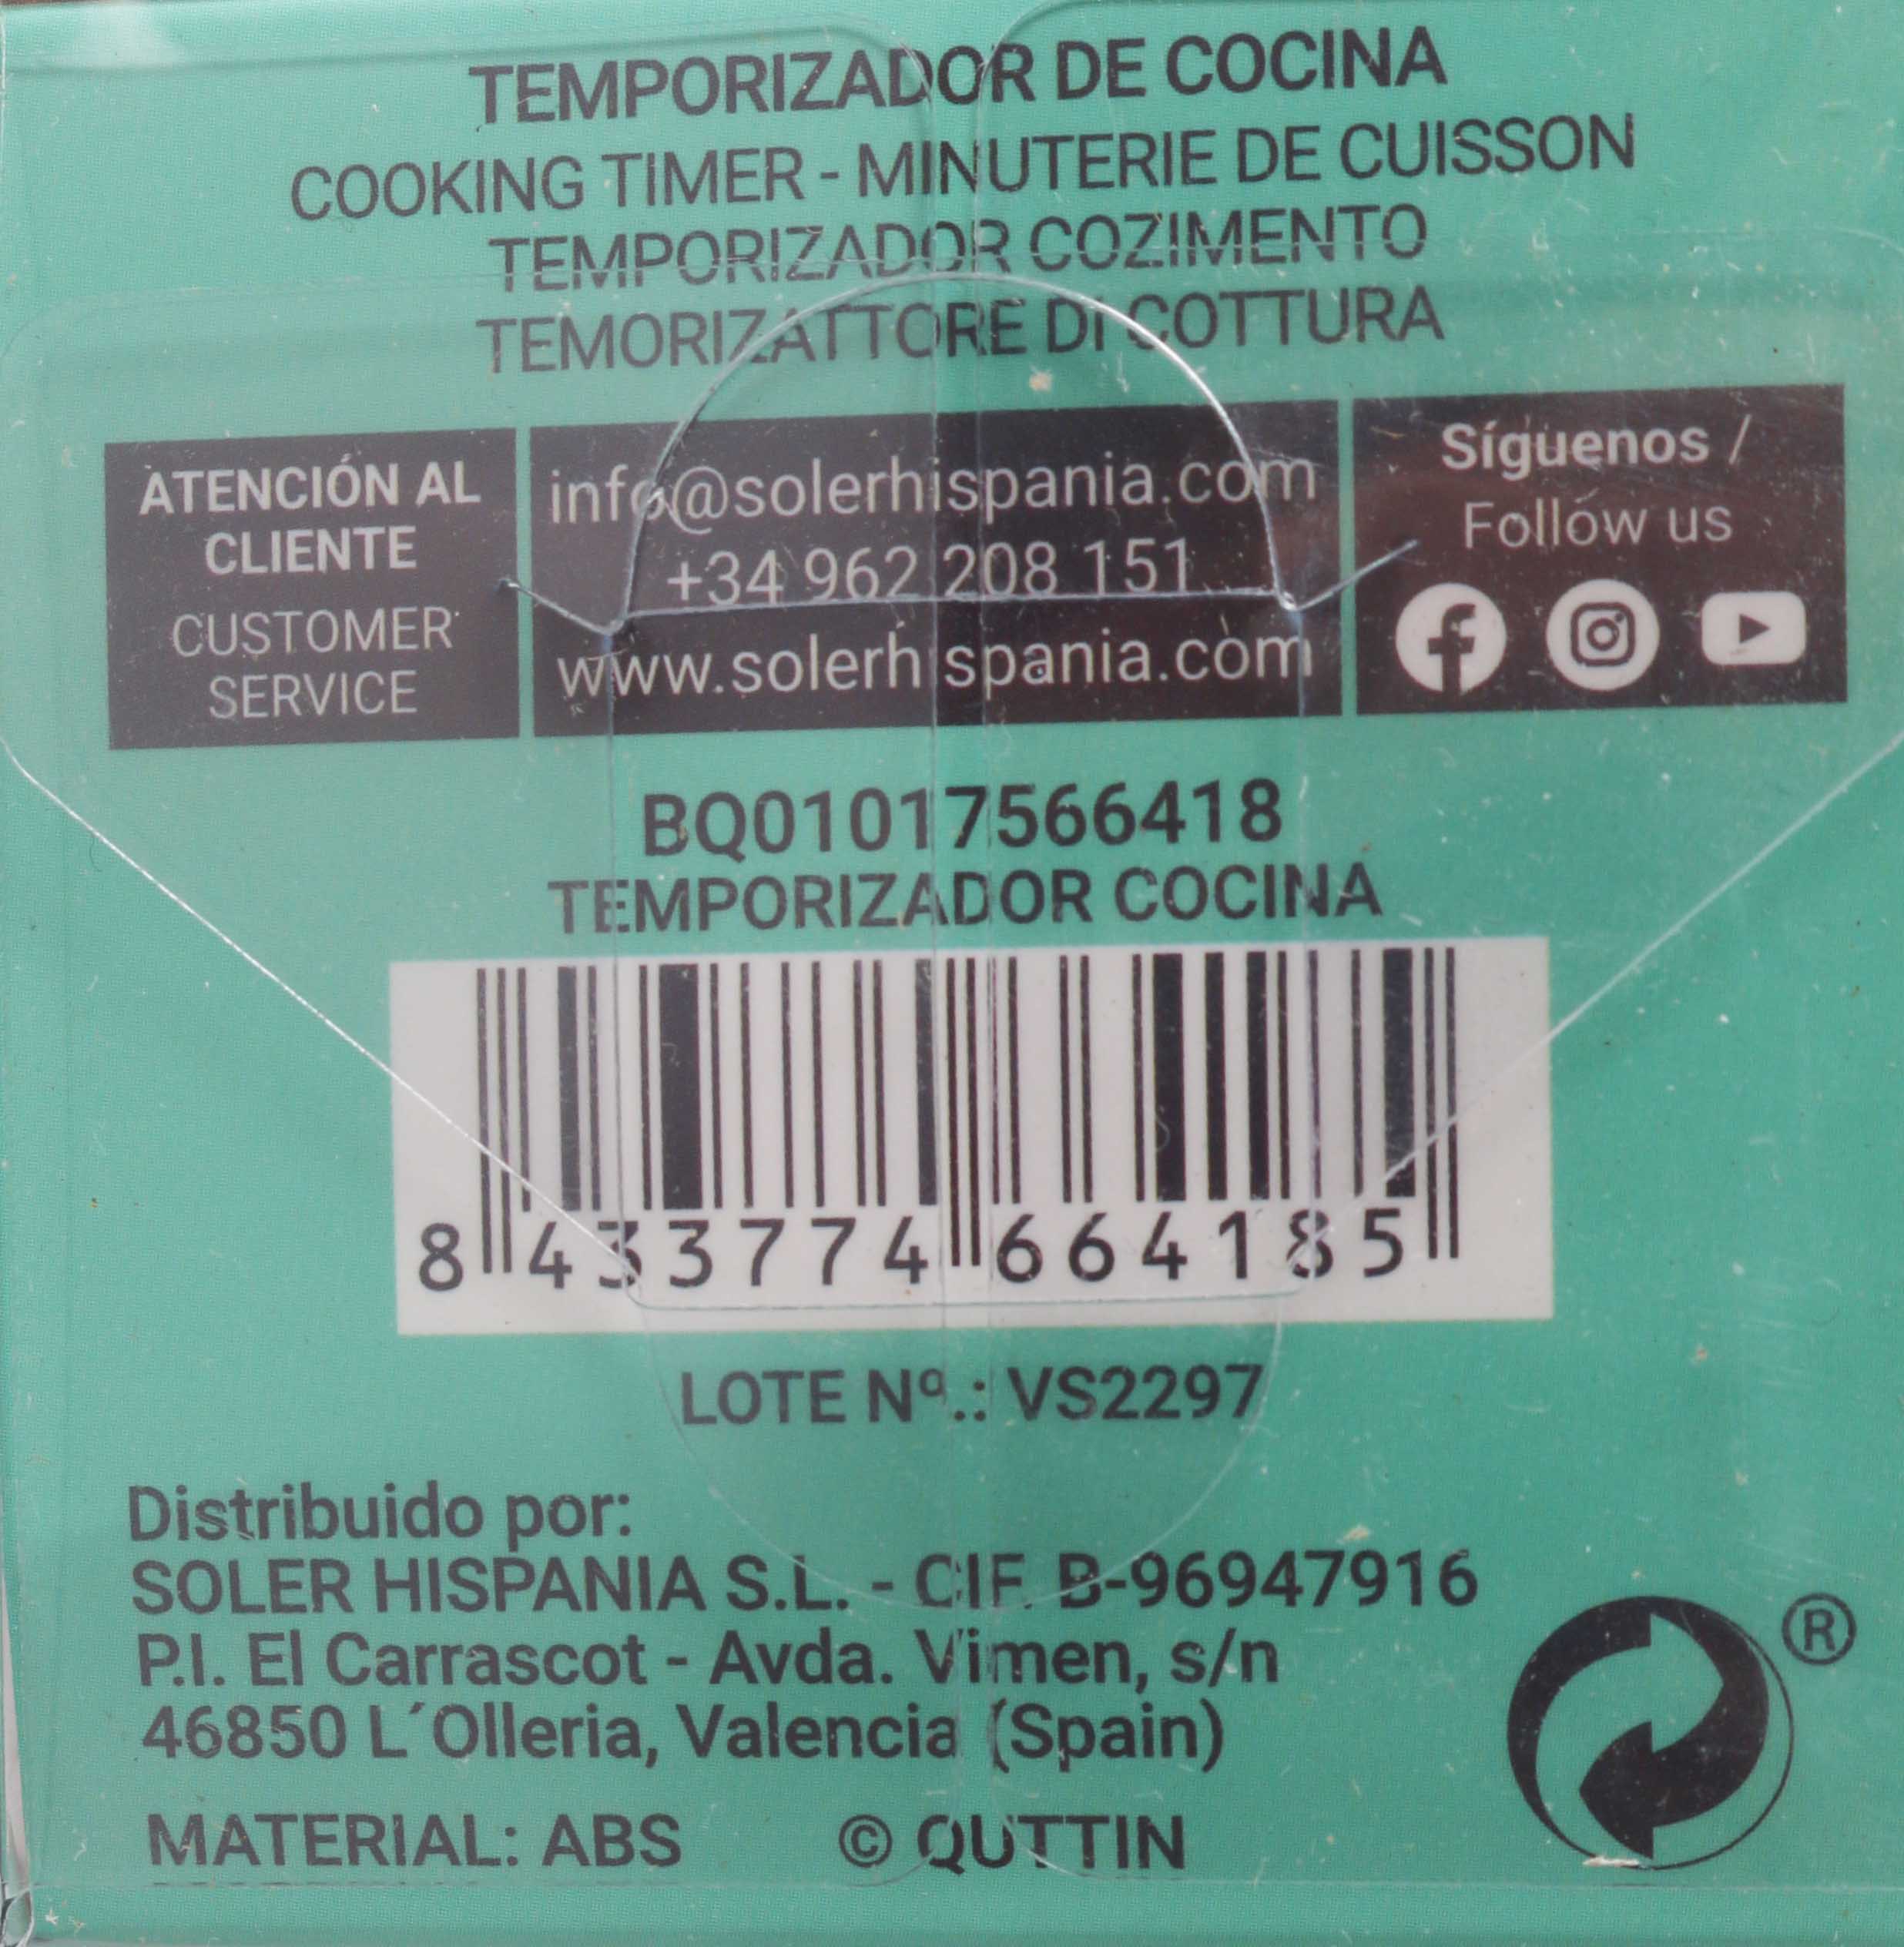 TEMPORIZADOR DE COCINA
COOKING TIMER - MINUTERIE DE CUISSON
TEMPORIZADOR COZIMENTO
TEMORIZATTORE DI COTTURA
ATENCIÓN AL
CLIENTE
CUSTOMER
SERVICE
info@solerhispania.com
+34 962 208 151
www.solerhispania.com
Síguenos /
Follow us
BQ01017566418
TEMPORIZADOR COCINA
8 433774 664185
LOTE Nº.: VS2297
Distribuido por:
SOLER HISPANIA S.L. - CIF. B-96947916
P.I. El Carrascot - Avda. Vimen, s/n
46850 L´Olleria, Valencia (Spain)
MATERIAL: ABS © QUTTIN
®